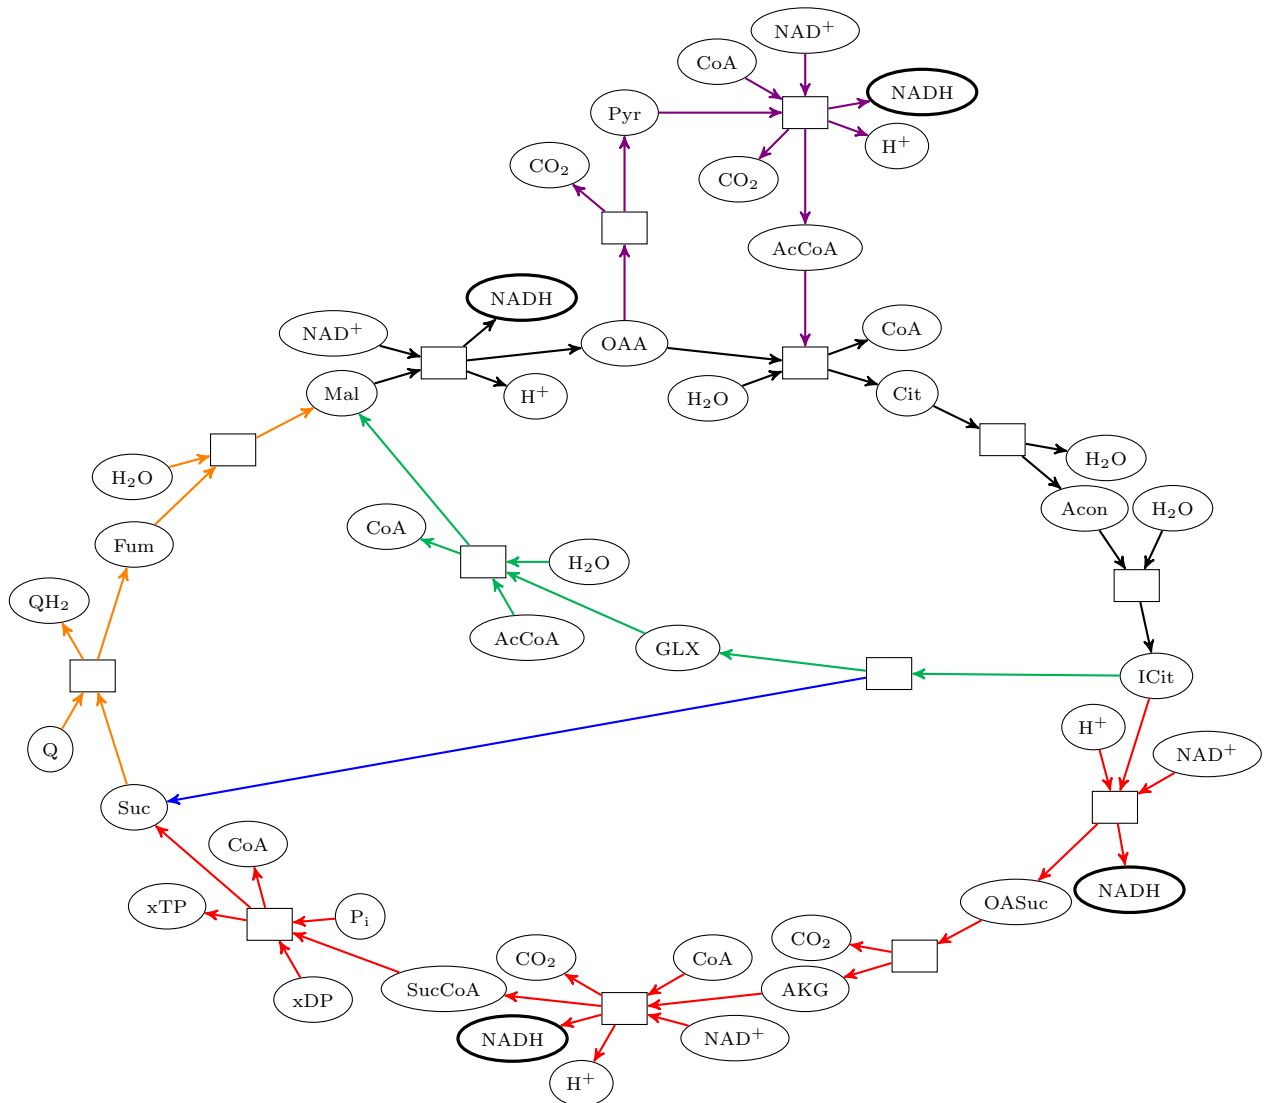 NAD⁺
CoA
NADH
Pyr
H⁺
CO₂
CO₂
AcCoA
NADH
NAD⁺
OAA
CoA
Mal
H⁺
H₂O
Cit
H₂O
H₂O
Acon
H₂O
CoA
Fum
H₂O
QH₂
AcCoA
GLX
ICit
H⁺
Q
NAD⁺
Suc
CoA
NADH
xTP
Pᵢ
OASuc
CO₂
CO₂
CoA
SucCoA
AKG
xDP
NADH
NAD⁺
H⁺